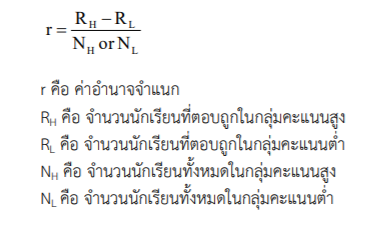 r = R_H − R_L / N_H or N_L
r คือ ค่าอำนาจจำแนก
R_H คือ จำนวนนักเรียนที่ตอบถูกในกลุ่มคะแนนสูง
R_L คือ จำนวนนักเรียนที่ตอบถูกในกลุ่มคะแนนต่ำ
N_H คือ จำนวนนักเรียนทั้งหมดในกลุ่มคะแนนสูง
N_L คือ จำนวนนักเรียนทั้งหมดในกลุ่มคะแนนต่ำ